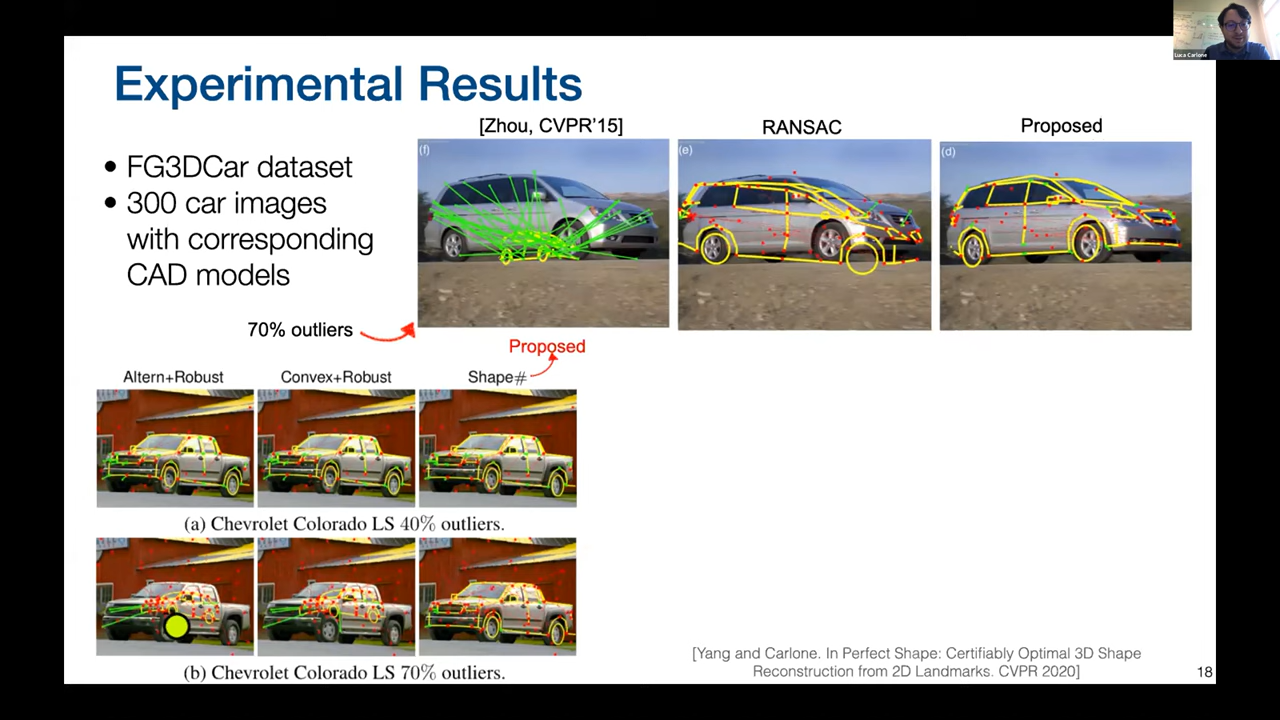 Luca Carlone
Experimental Results
[Zhou, CVPR'15]
RANSAC
Proposed
(f)
(e)
(d)
• FG3DCar dataset
• 300 car images
with corresponding
CAD models
70% outliers
Proposed
Altern+Robust
Convex+Robust
Shape#
(a) Chevrolet Colorado LS 40% outliers.
(b) Chevrolet Colorado LS 70% outliers.
[Yang and Carlone. In Perfect Shape: Certifiably Optimal 3D Shape
Reconstruction from 2D Landmarks. CVPR 2020]
18